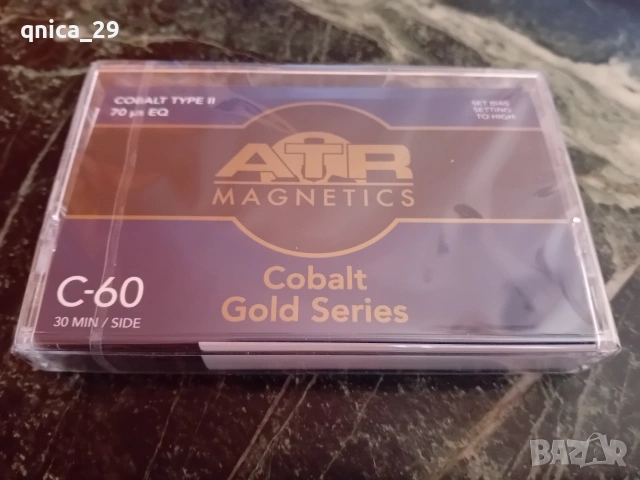 qnica_29
COBALT TYPE II
70 µs EQ
SET BIAS
SETTING
TO HIGH
ATR
MAGNETICS
C-60
30 MIN / SIDE
Cobalt
Gold Series
BAZAR